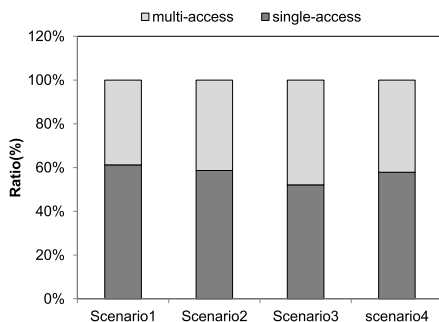 multi-access single-access
120%
100%
80%
60%
40%
20%
0%
Ratio(%)
Scenario1 Scenario2 Scenario3 scenario4